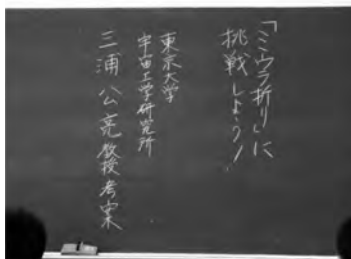 「ミウラ折り」に
挑戦しよう!
東京大学
宇宙工学研究所
三浦公亮教授考案